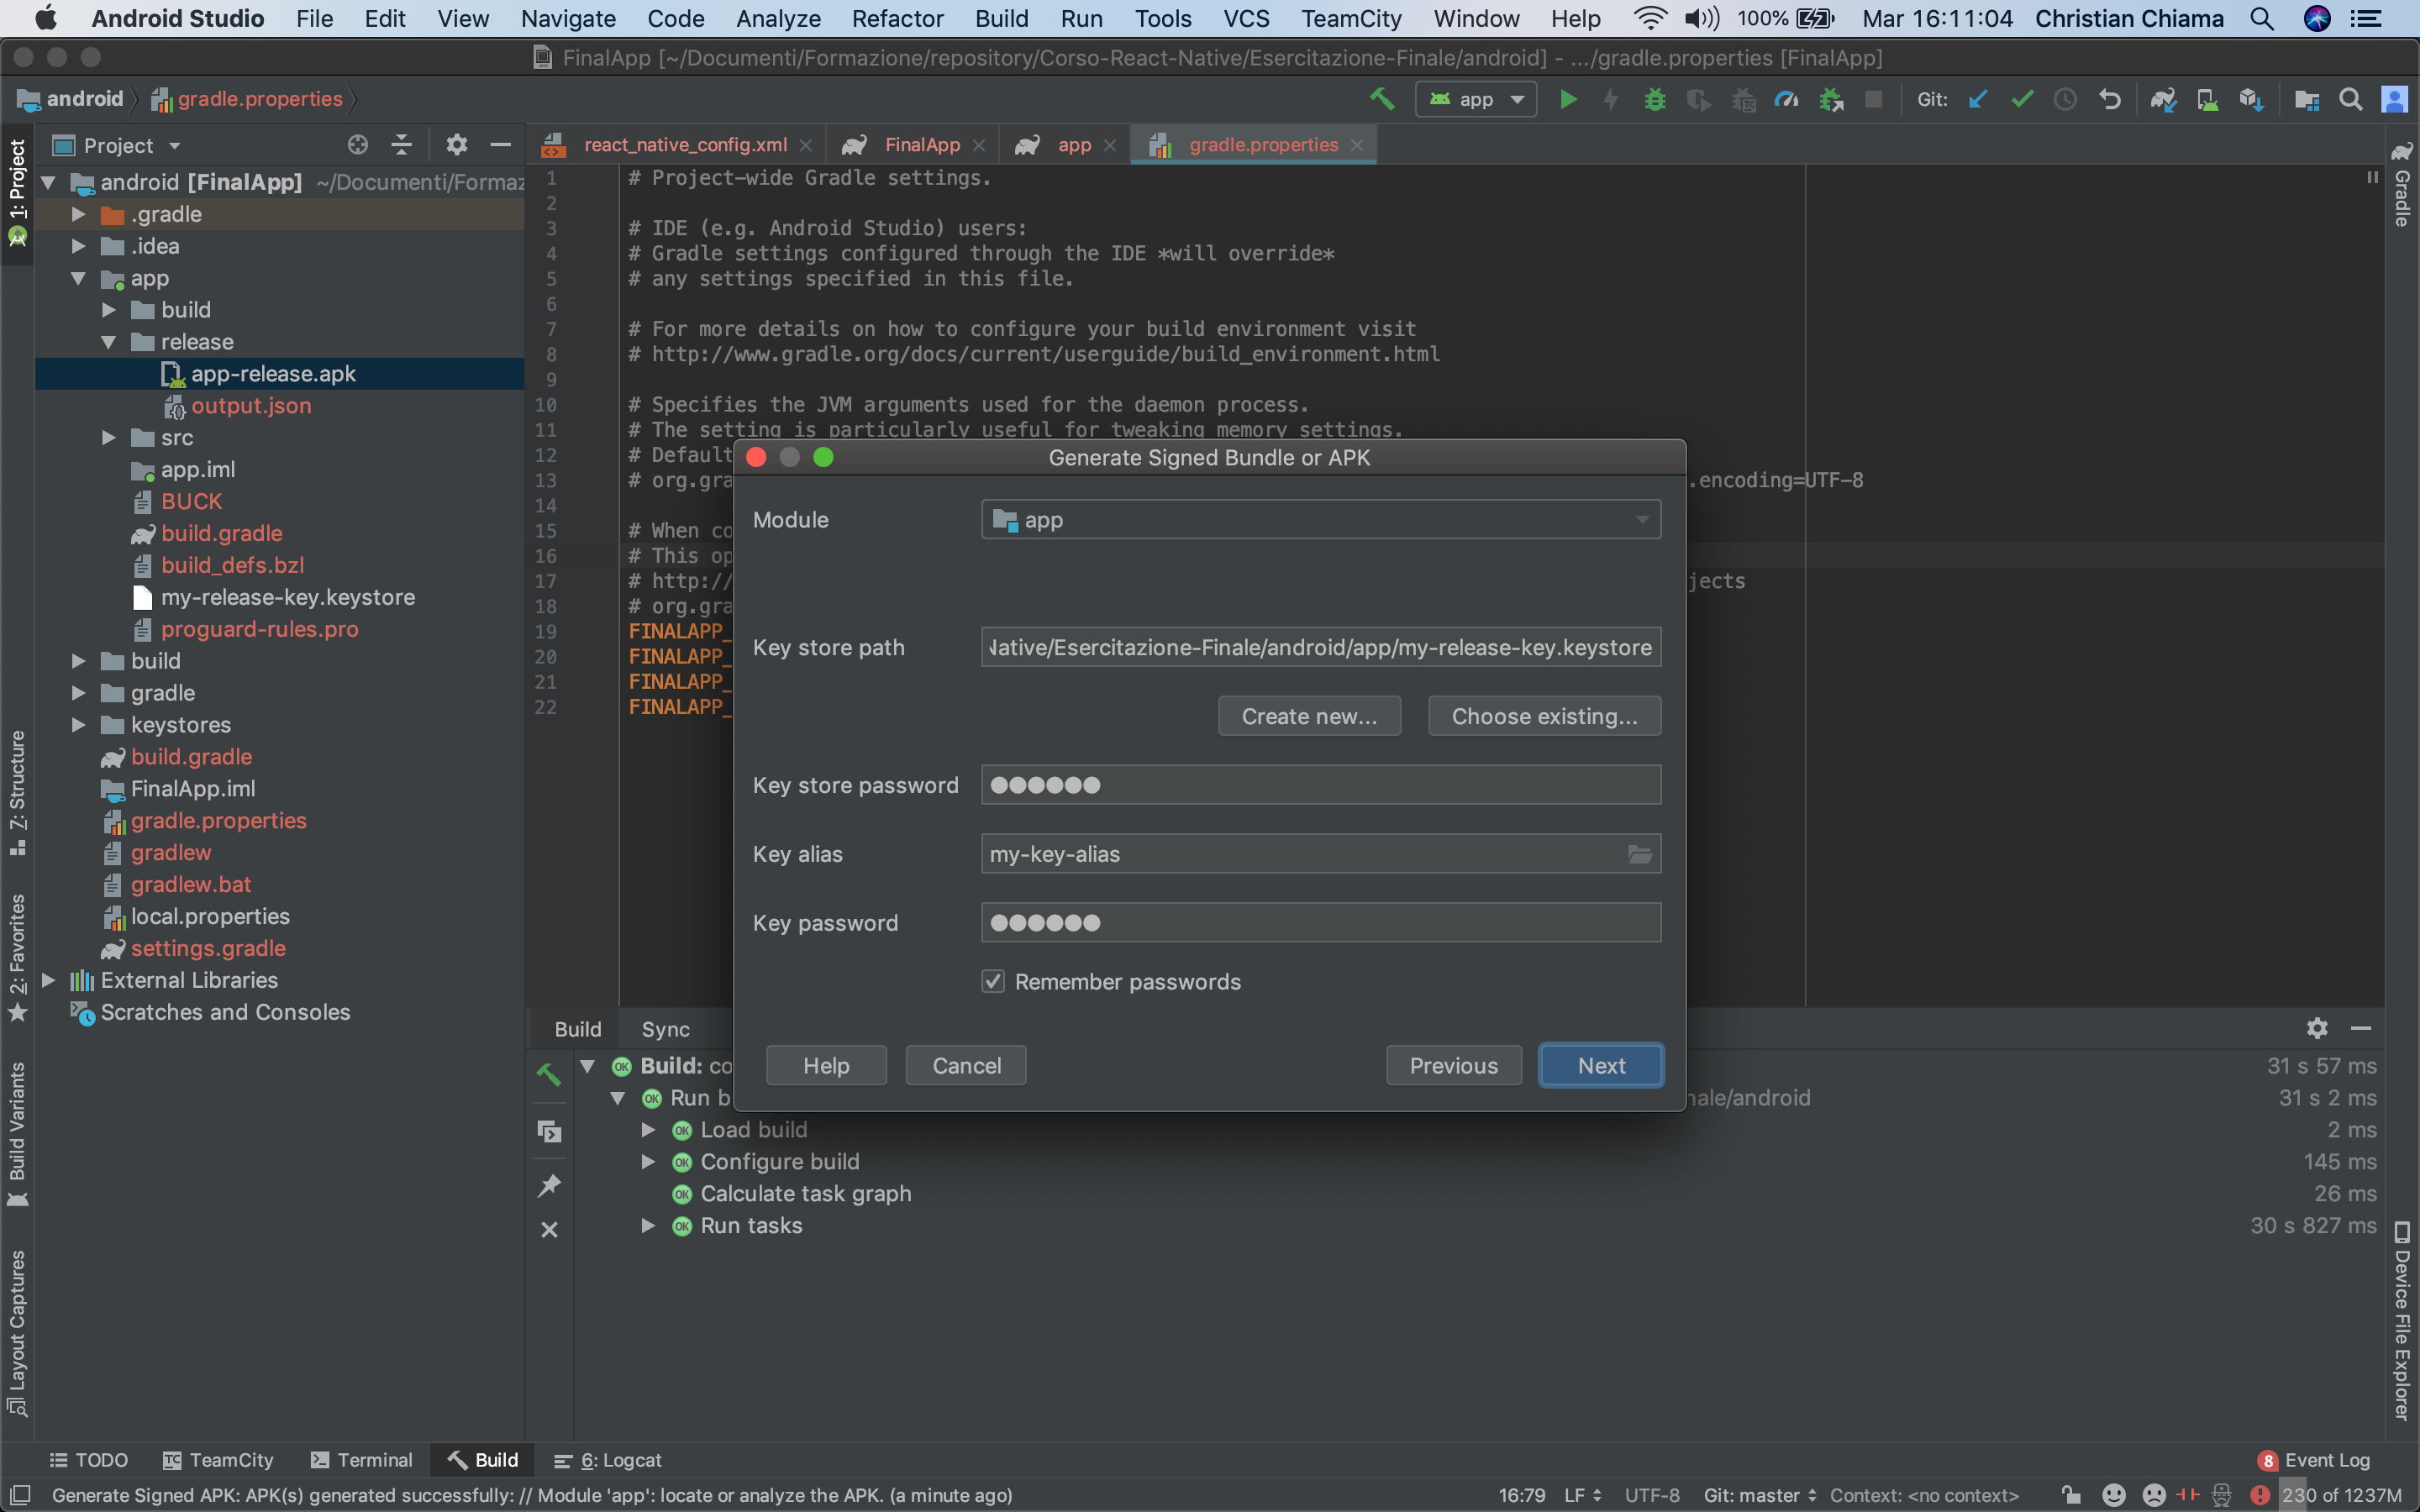 Android Studio File Edit View Navigate Code Analyze Refactor Build Run Tools VCS TeamCity Window Help 100% Mar 16:11:04 Christian Chiama
FinalApp [~/Documenti/Formazione/repository/Corso-React-Native/Esercitazione-Finale/android] - .../gradle.properties [FinalApp]
android gradle.properties app Git:
Project
react_native_config.xml FinalApp app gradle.properties
1: Project
Gradle
android [FinalApp] ~/Documenti/Formaz
.gradle
.idea
app
build
release
app-release.apk
output.json
src
app.iml
BUCK
build.gradle
build_defs.bzl
my-release-key.keystore
proguard-rules.pro
build
gradle
keystores
build.gradle
FinalApp.iml
gradle.properties
gradlew
gradlew.bat
local.properties
settings.gradle
External Libraries
Scratches and Consoles
7: Structure
2: Favorites
Build Variants
Layout Captures
1 # Project-wide Gradle settings.
2
3 # IDE (e.g. Android Studio) users:
4 # Gradle settings configured through the IDE *will override*
5 # any settings specified in this file.
6
7 # For more details on how to configure your build environment visit
8 # http://www.gradle.org/docs/current/userguide/build_environment.html
9
10 # Specifies the JVM arguments used for the daemon process.
11 # The setting is particularly useful for tweaking memory settings.
12 # Default
13 # org.gra .encoding=UTF-8
14
15 # When co
16 # This op
17 # http:// jects
18 # org.gra
19 FINALAPP_
20 FINALAPP_
21 FINALAPP_
22 FINALAPP_
Generate Signed Bundle or APK
Module app
Key store path Native/Esercitazione-Finale/android/app/my-release-key.keystore
Create new... Choose existing...
Key store password ●●●●●●
Key alias my-key-alias
Key password ●●●●●●
Remember passwords
Help Cancel Previous Next
Build Sync
Build: co 31 s 57 ms
Run b nale/android 31 s 2 ms
Load build 2 ms
Configure build 145 ms
Calculate task graph 26 ms
Run tasks 30 s 827 ms
Device File Explorer
TODO TeamCity Terminal Build 6: Logcat 8 Event Log
Generate Signed APK: APK(s) generated successfully: // Module 'app': locate or analyze the APK. (a minute ago) 16:79 LF UTF-8 Git: master Context: <no context> 230 of 1237M